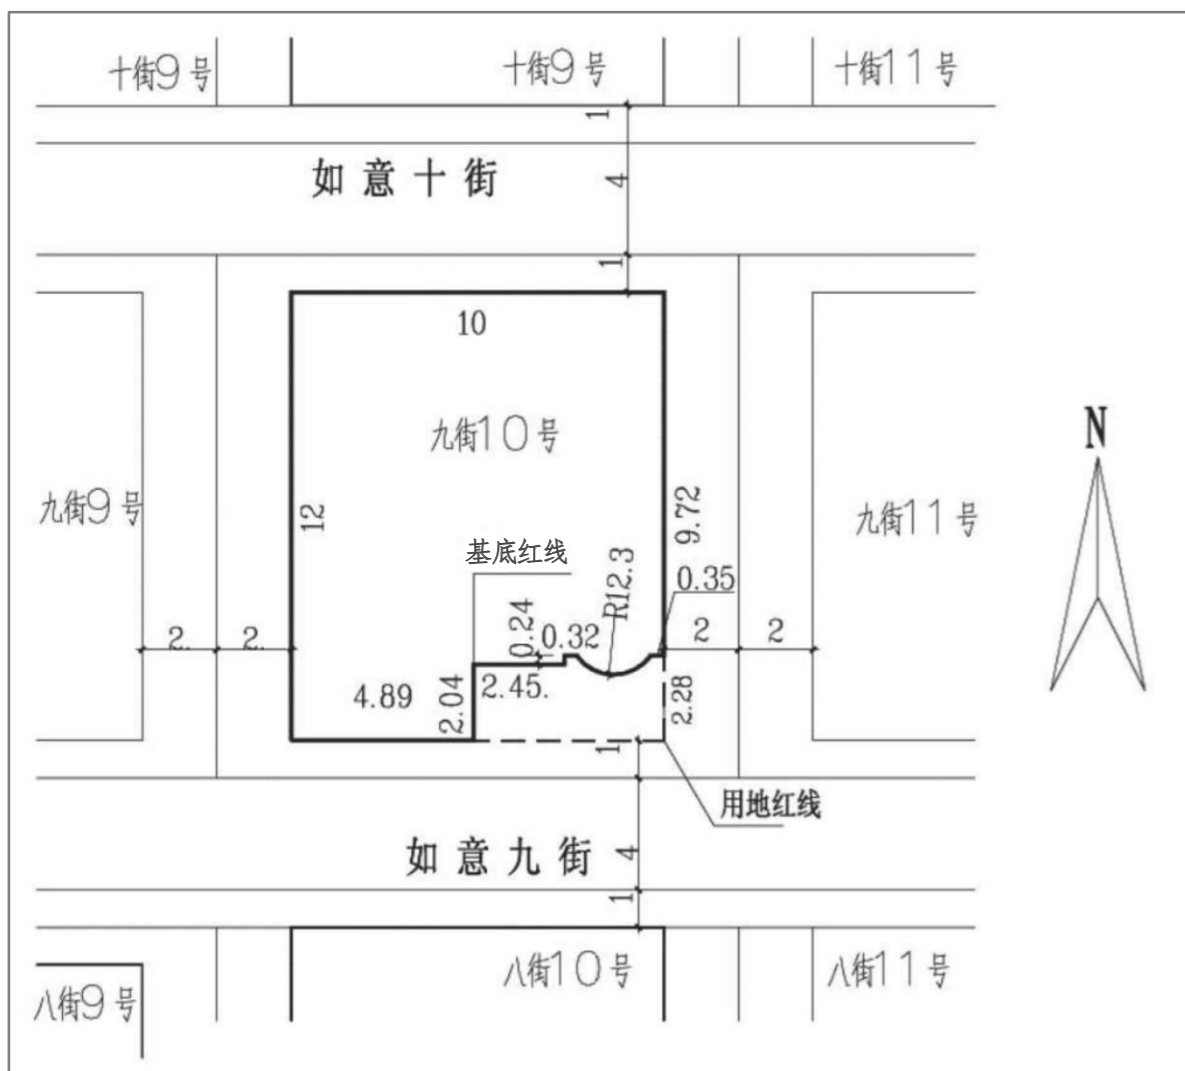 十街9号
十街9号
十街11号
1
如意十街
4
1
10
九街10号
N
九街9号
12
9.72
九街11号
基底红线
R12.3
0.35
0.24
0.32
2.
2.
2
2
4.89
2.04
2.45.
2.28
1
用地红线
如意九街
4
1
八街10号
八街11号
八街9号